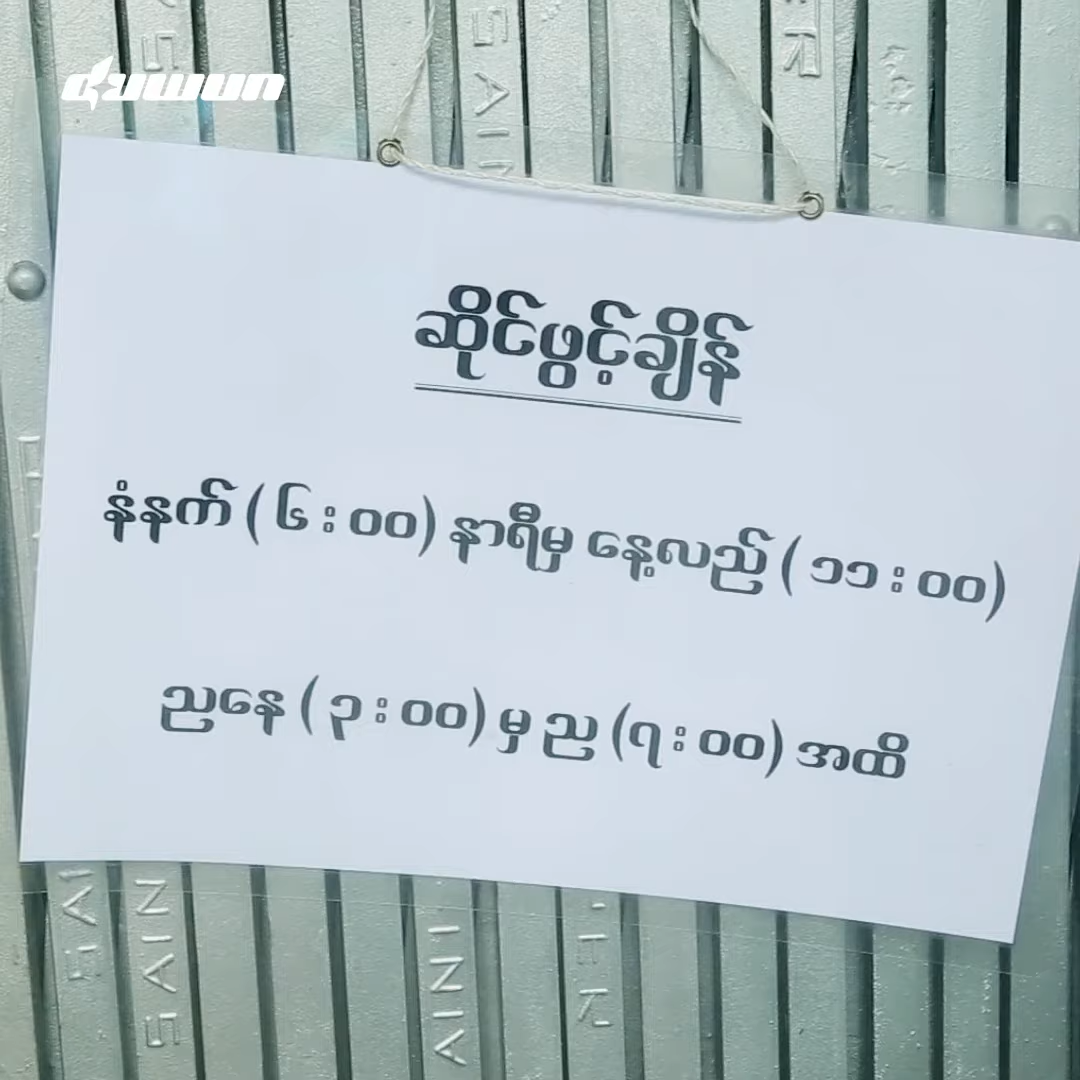 ဆိုင်ဖွင့်ချိန်
နံနက် ( ၆ : ၀၀ ) နာရီမှ နေ့လည် ( ၁၁ : ၀၀ )
ညနေ ( ၃ : ၀၀ ) မှ ည ( ၇ : ၀၀ ) အထိ